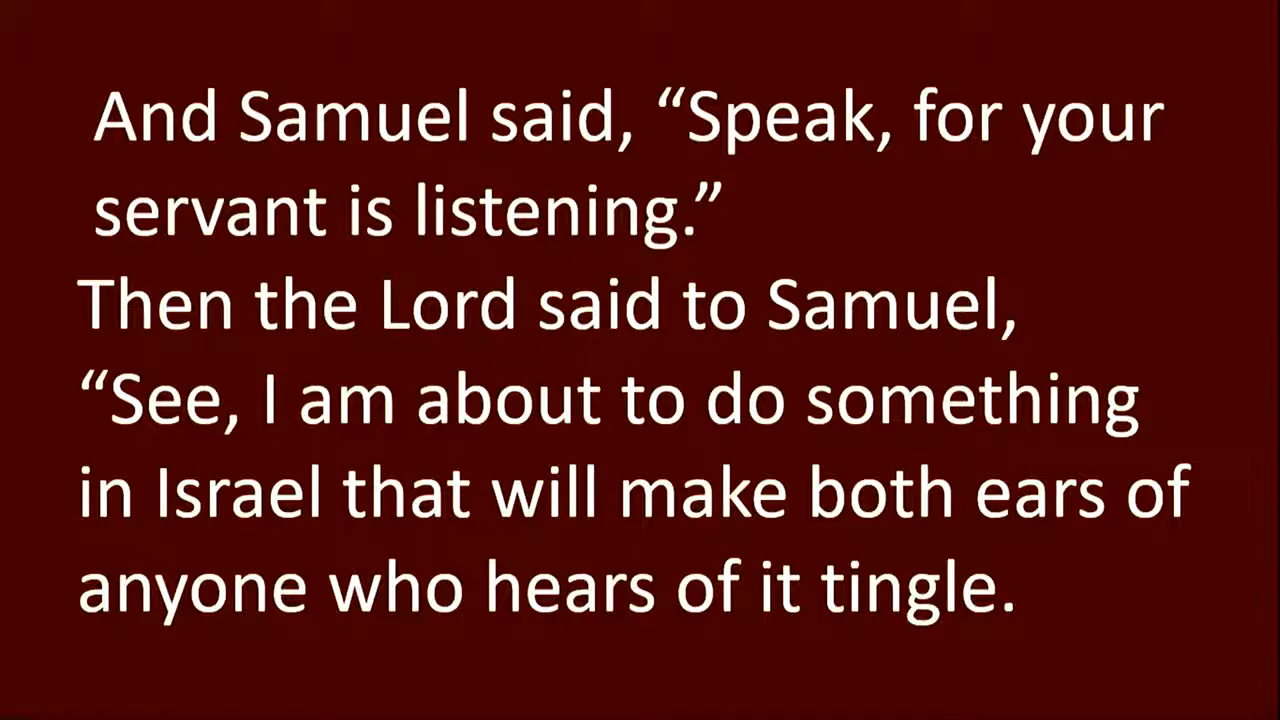 And Samuel said, “Speak, for your
servant is listening.”
Then the Lord said to Samuel,
“See, I am about to do something
in Israel that will make both ears of
anyone who hears of it tingle.